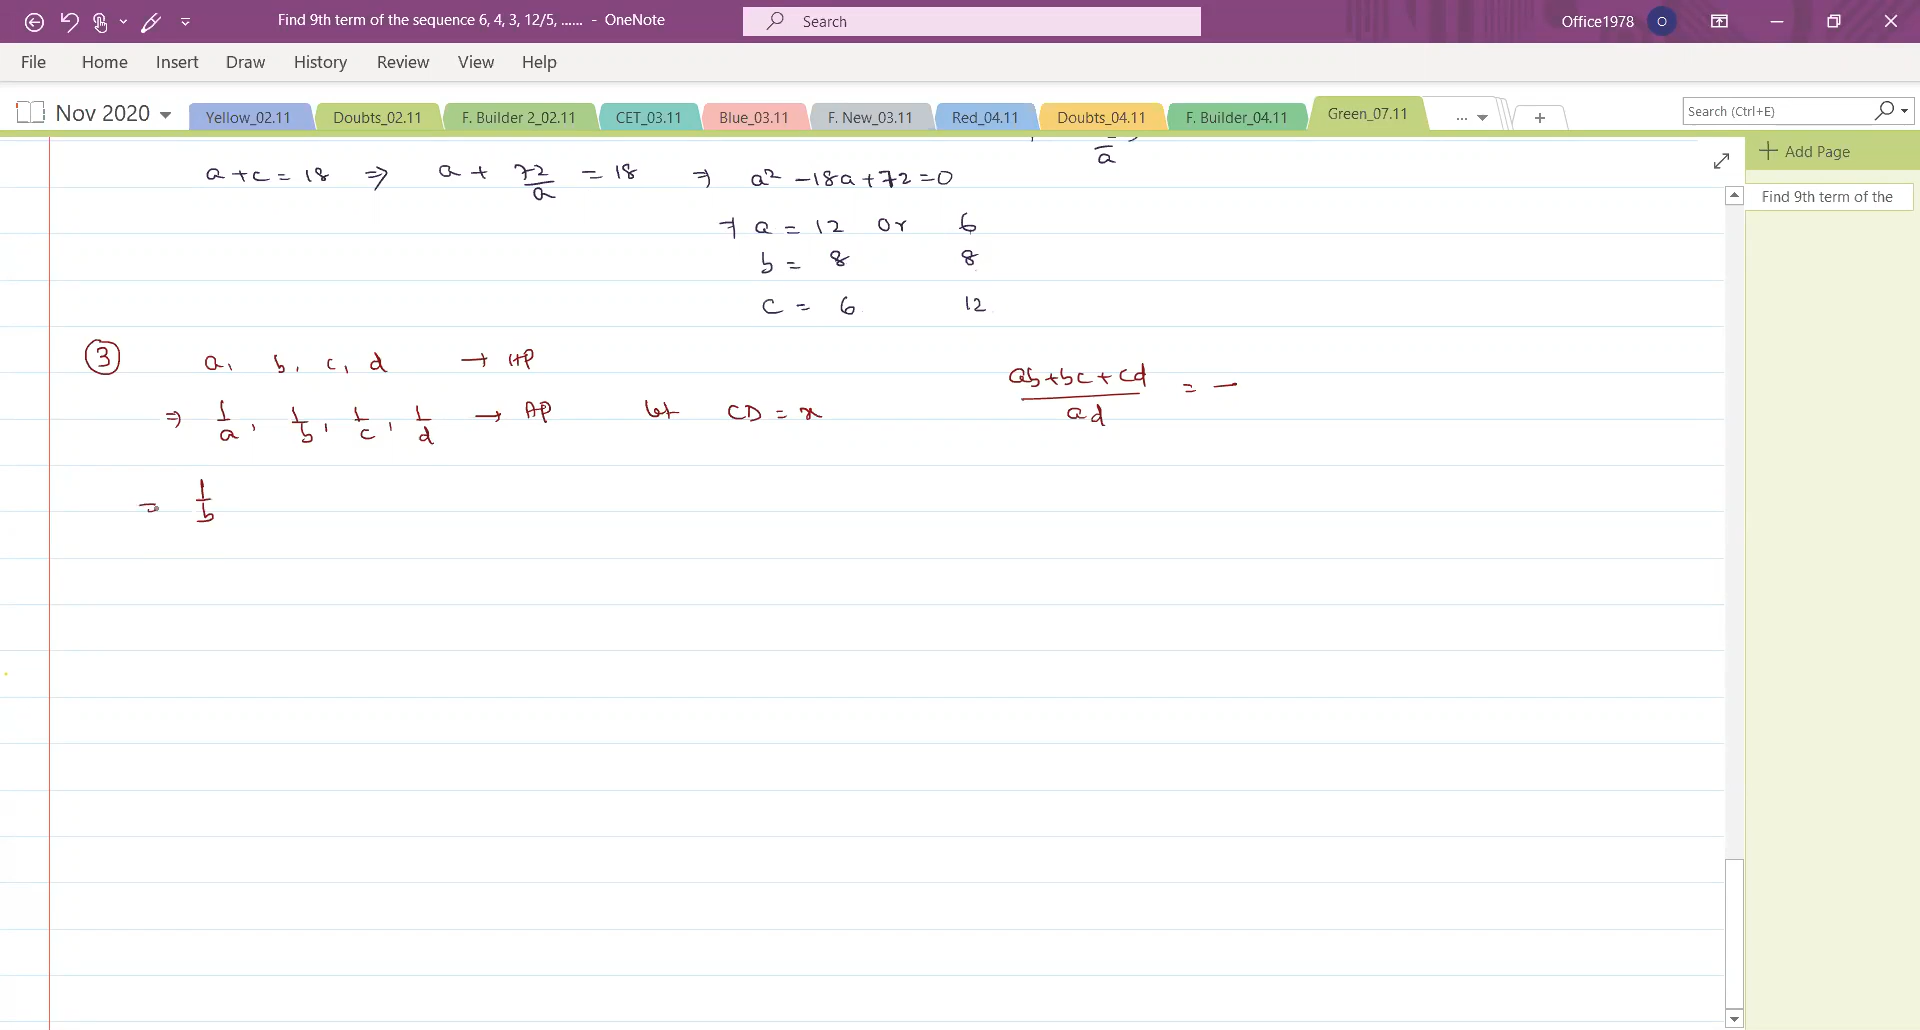 Find 9th term of the sequence 6, 4, 3, 12/5, ...... - OneNote
Search
Office1978
O
File Home Insert Draw History Review View Help
Nov 2020
Yellow_02.11 Doubts_02.11 F. Builder 2_02.11 CET_03.11 Blue_03.11 F. New_03.11 Red_04.11 Doubts_04.11 F. Builder_04.11 Green_07.11 ... +
Search (Ctrl+E)
Add Page
Find 9th term of the
a
a + c = 18 ⇒ a + 72/a = 18 ⇒ a² - 18a + 72 = 0
⇒ a = 12 or 6
b = 8 8
c = 6 12
③ a, b, c, d → HP
(ab + bc + cd)/ad = —
⇒ 1/a, 1/b, 1/c, 1/d → AP let CD = x
= 1/b